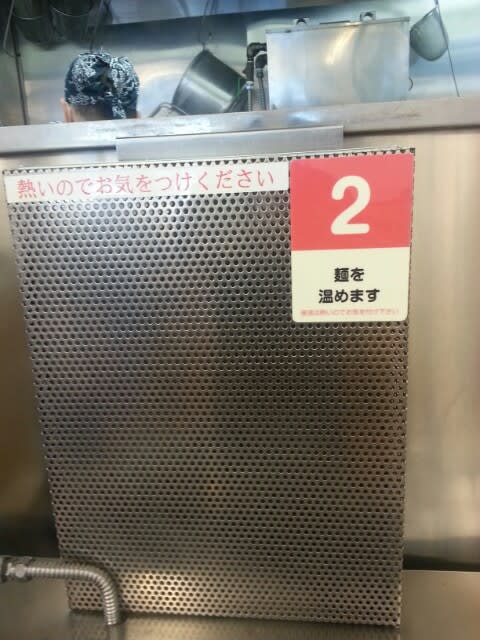 熱いのでお気をつけください
2
麺を
温めます